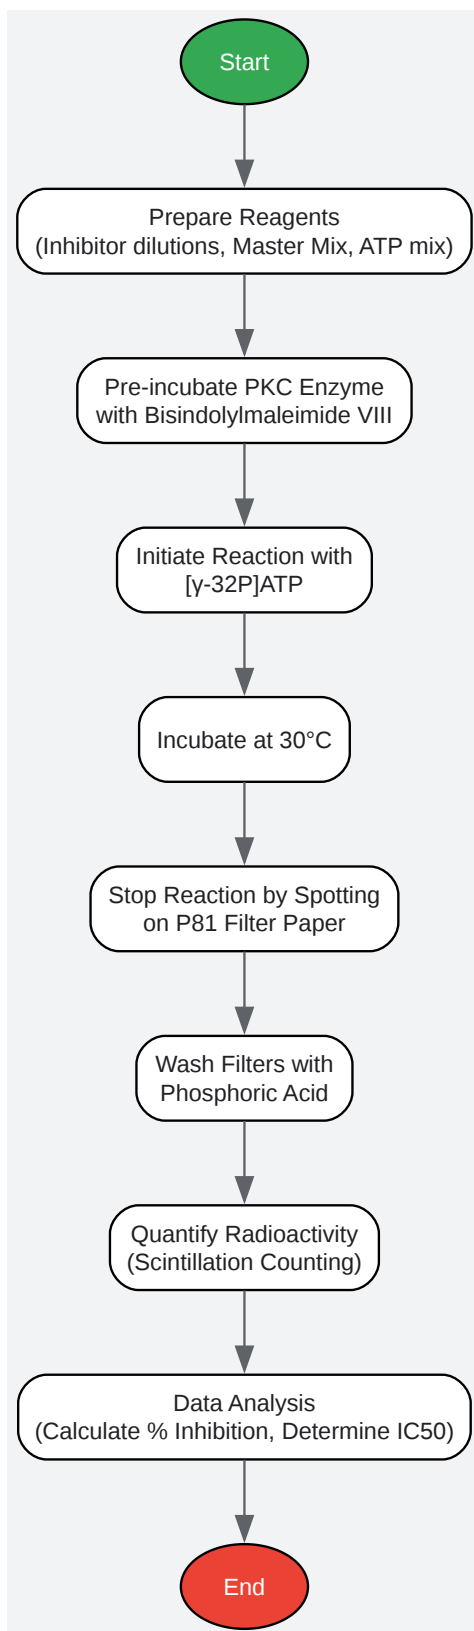 Start
Prepare Reagents
(Inhibitor dilutions, Master Mix, ATP mix)
Pre-incubate PKC Enzyme
with Bisindolylmaleimide VIII
Initiate Reaction with
[γ-32P]ATP
Incubate at 30°C
Stop Reaction by Spotting
on P81 Filter Paper
Wash Filters with
Phosphoric Acid
Quantify Radioactivity
(Scintillation Counting)
Data Analysis
(Calculate % Inhibition, Determine IC50)
End